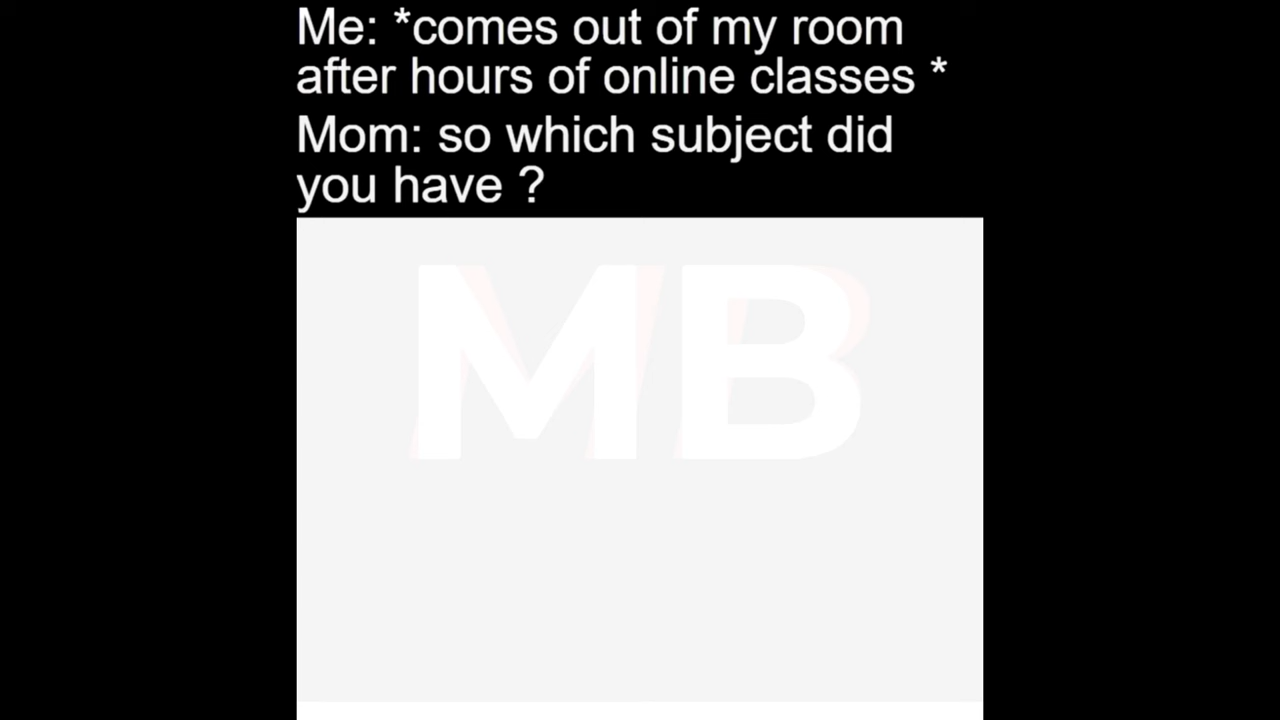 Me: *comes out of my room
after hours of online classes *
Mom: so which subject did
you have ?
MB